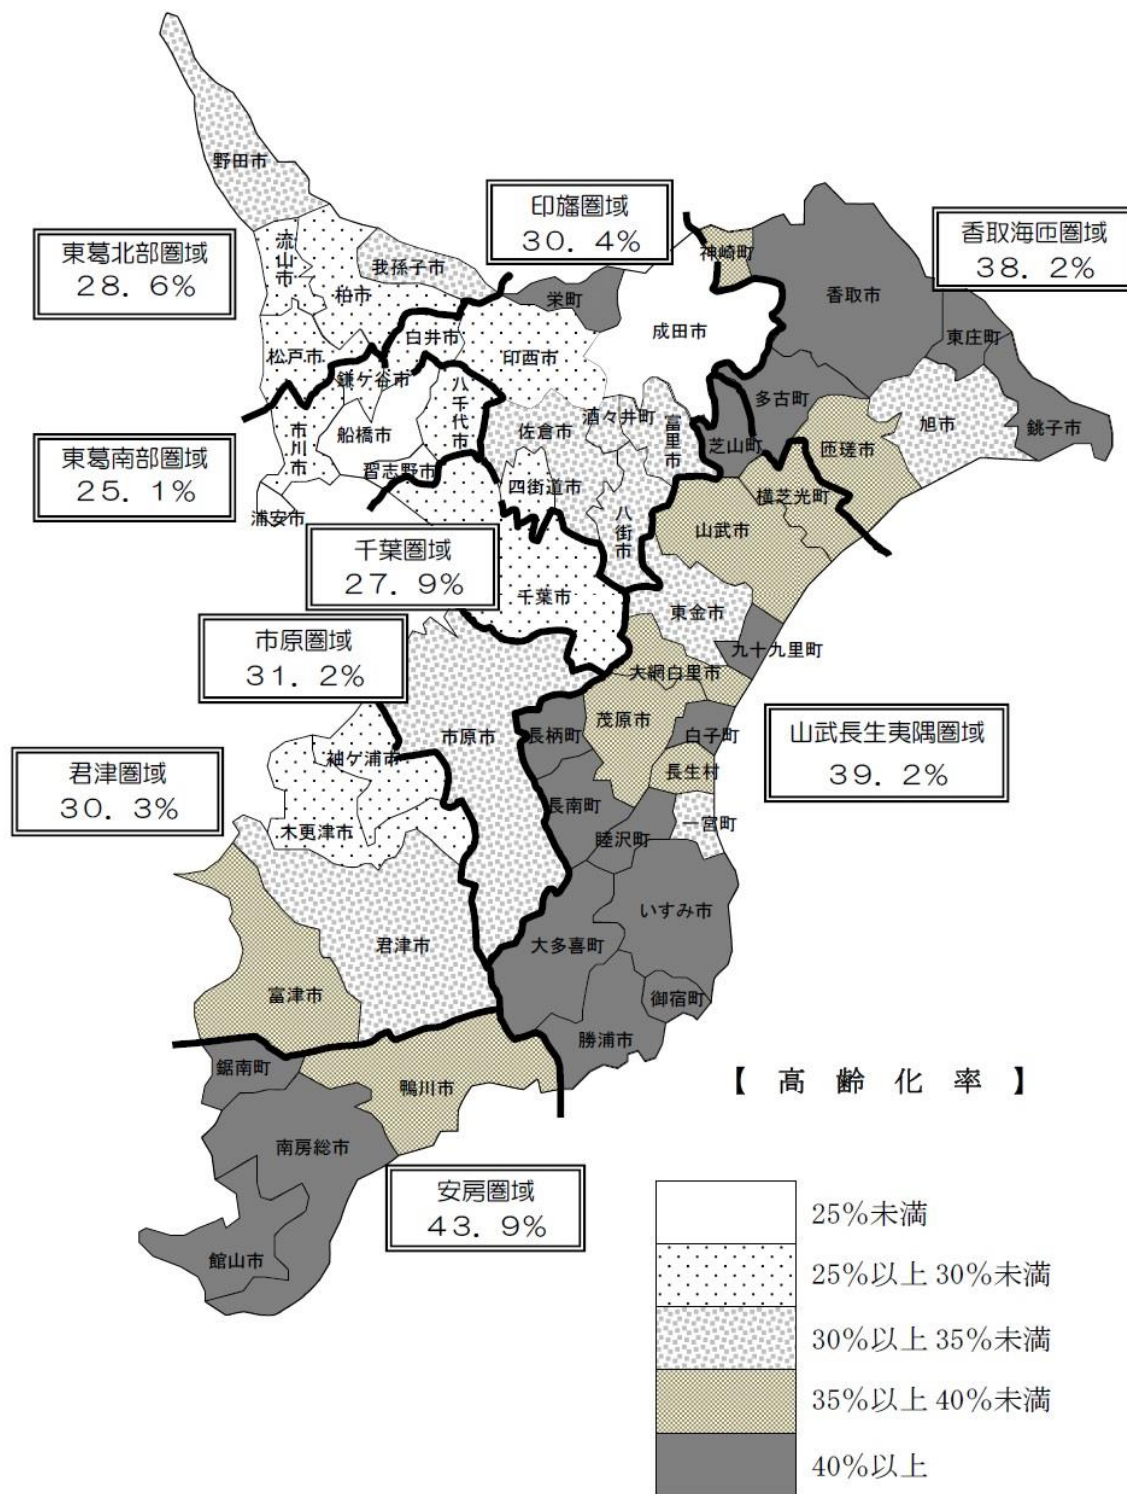 野田市
印旛圏域
30.4%
香取海匝圏域
38.2%
東葛北部圏域
28.6%
流山市
我孫子市
神崎町
柏市
栄町
香取市
成田市
白井市
印西市
東庄町
松戸市
鎌ケ谷市
八千代市
多古町
酒々井町
富里市
佐倉市
旭市
銚子市
市川市
船橋市
芝山町
匝瑳市
東葛南部圏域
25.1%
習志野市
四街道市
横芝光町
浦安市
八街市
山武市
千葉圏域
27.9%
千葉市
東金市
市原圏域
31.2%
九十九里町
大網白里市
茂原市
市原市
長柄町
白子町
山武長生夷隅圏域
39.2%
袖ケ浦市
長生村
君津圏域
30.3%
長南町
一宮町
木更津市
睦沢町
いすみ市
君津市
大多喜町
富津市
御宿町
勝浦市
鋸南町
鴨川市
【高齢化率】
南房総市
安房圏域
43.9%
館山市
25%未満
25%以上30%未満
30%以上35%未満
35%以上40%未満
40%以上